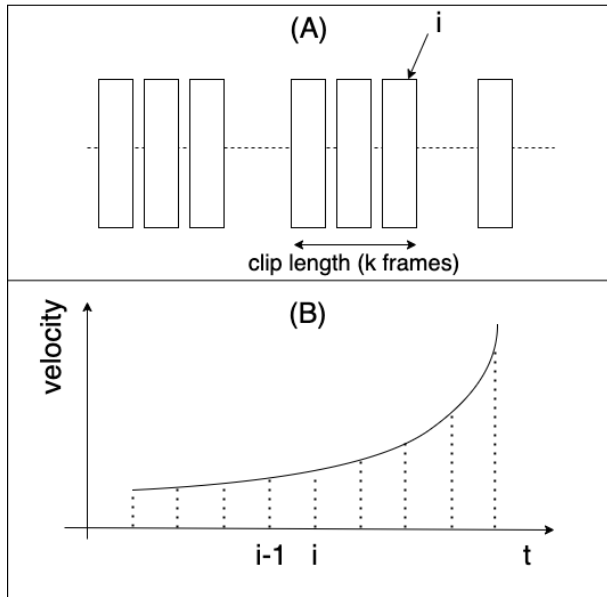 (A)
i
clip length (k frames)
(B)
velocity
i-1 i t